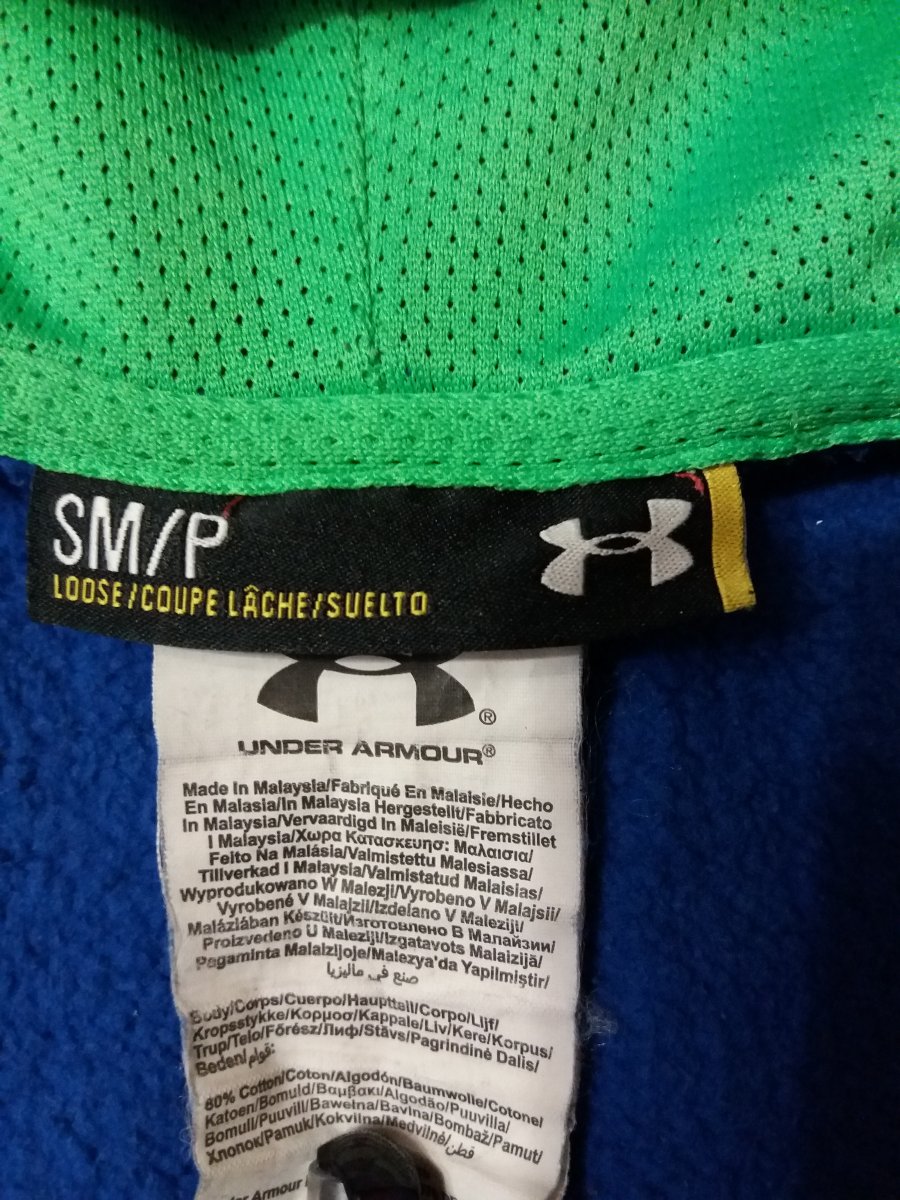 SM/P
LOOSE/COUPE LÂCHE/SUELTO
®
UNDER ARMOUR®
Made In Malaysia/Fabriqué En Malaisie/Hecho
En Malasia/In Malaysia Hergestellt/Fabbricato
In Malaysia/Vervaardigd In Maleisië/Fremstillet
I Malaysia/Χωρα Κατασκευησ: Μαλαισια/
Feito Na Malásia/Valmistettu Malesiassa/
Tillverkad I Malaysia/Valmistatud Malaisias/
Wyprodukowano W Malezji/Vyrobeno V Malajsii/
Vyrobené V Malajzii/Izdelano V Maleziji/
Maláziában Készült/Изготовлено В Малайзии/
Proizvedeno U Maleziji/Izgatavots Malaizijā/
Pagaminta Malaizijoje/Malezya'da Yapilmiştir/
صنع في ماليزيا
Body/Corps/Cuerpo/Hauptteil/Corpo/Lijf/
Kropsstykke/Κορμοσ/Kappale/Liv/Kere/Korpus/
Trup/Telo/Főrész/Лиф/Stāvs/Pagrindinė Dalis/
Beden/قوام:
80% Cotton/Coton/Algodón/Baumwolle/Cotone/
Katoen/Bomuld/Βαμβακι/Algodão/Puuvilla/
Bomull/Puuvill/Bawełna/Bavlna/Bombaž/Pamut/
Хлопок/Pamuk/Kokvilna/Medvilnė/قطن
Armour